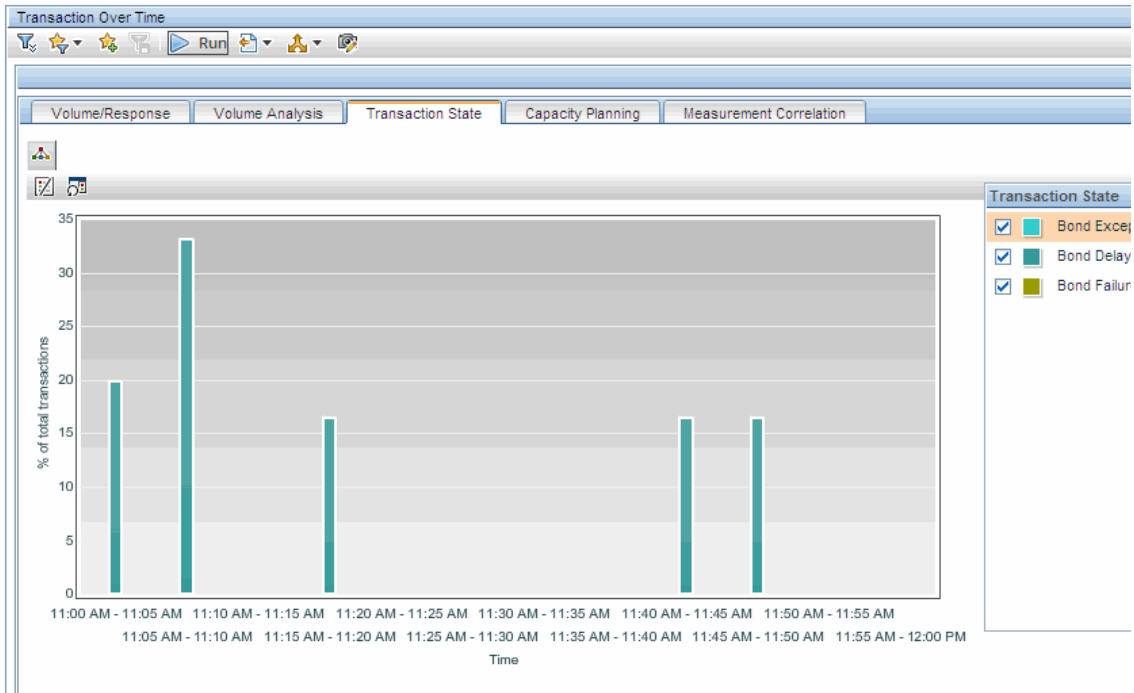 Transaction Over Time
Run
Volume/Response Volume Analysis Transaction State Capacity Planning Measurement Correlation
Transaction State
Bond Excep
Bond Delay
Bond Failur
% of total transactions
35
30
25
20
15
10
5
0
11:00 AM - 11:05 AM 11:10 AM - 11:15 AM 11:20 AM - 11:25 AM 11:30 AM - 11:35 AM 11:40 AM - 11:45 AM 11:50 AM - 11:55 AM
11:05 AM - 11:10 AM 11:15 AM - 11:20 AM 11:25 AM - 11:30 AM 11:35 AM - 11:40 AM 11:45 AM - 11:50 AM 11:55 AM - 12:00 PM
Time